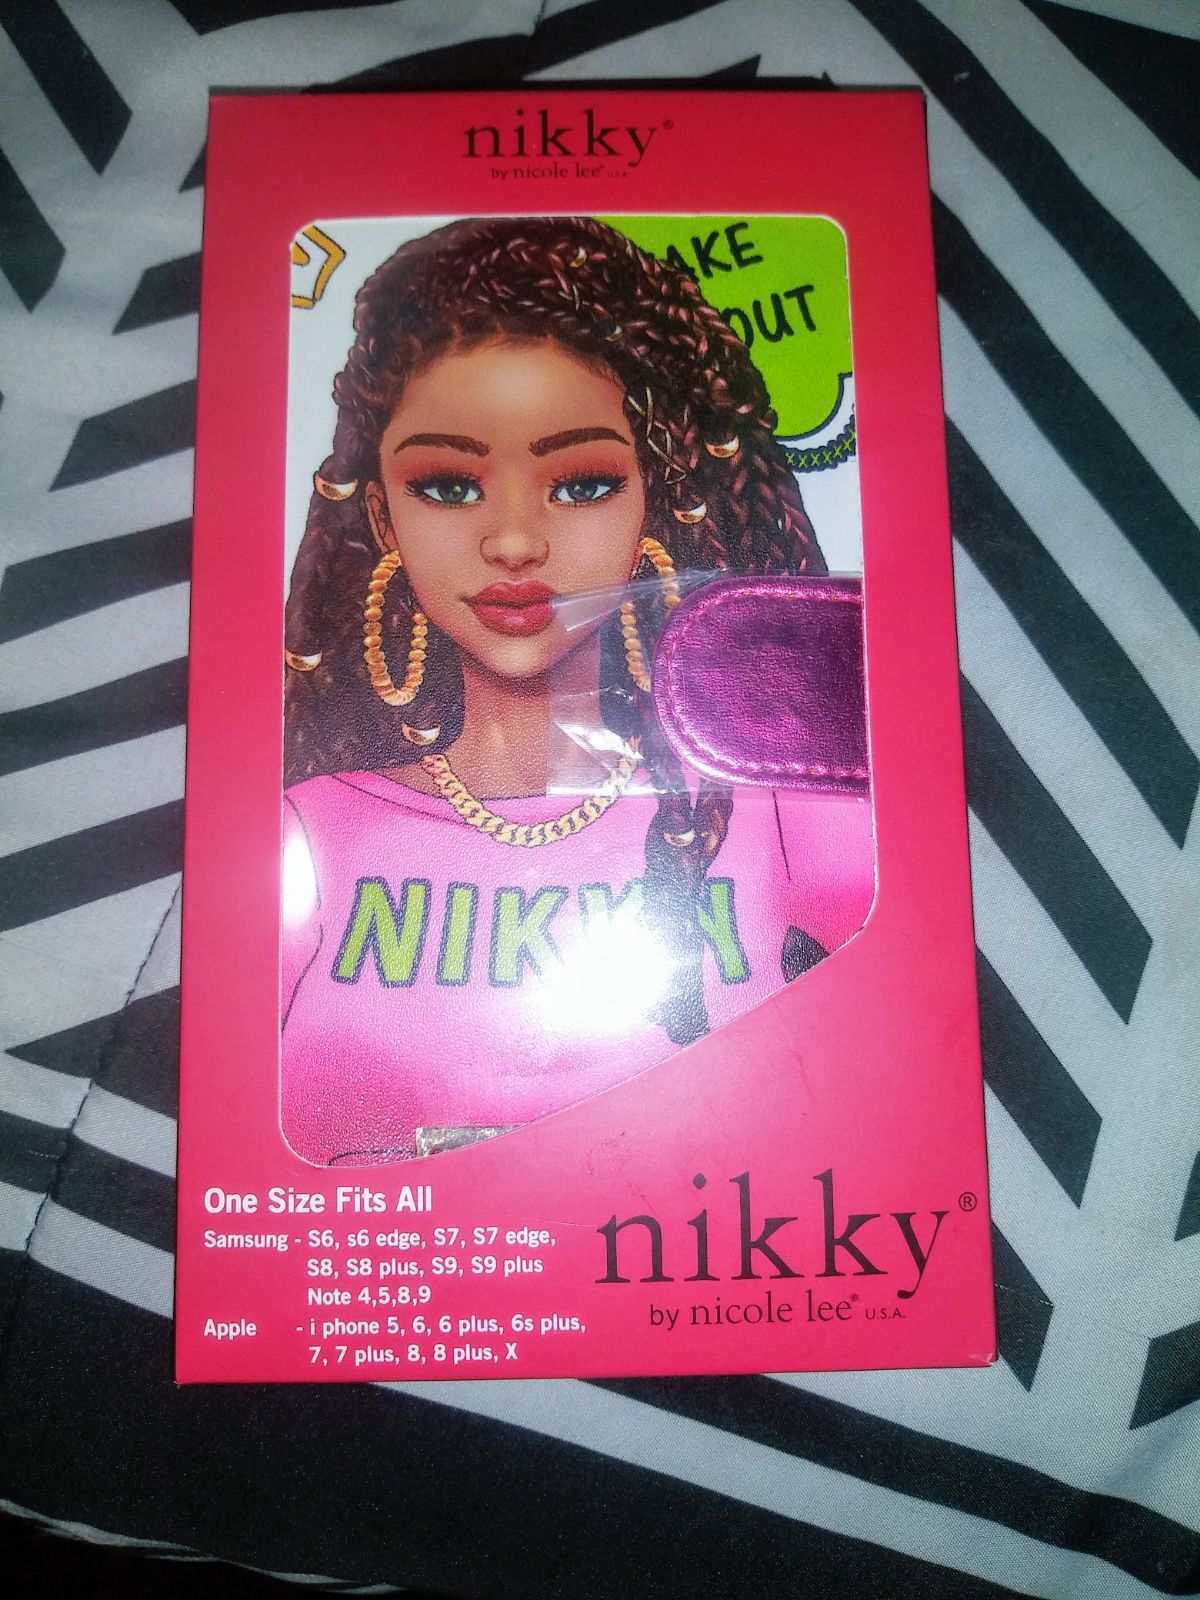 nikky®
by nicole lee® U.S.A.
AKE
OUT
NIKKY
One Size Fits All
Samsung - S6, s6 edge, S7, S7 edge,
S8, S8 plus, S9, S9 plus
Note 4,5,8,9
Apple - i phone 5, 6, 6 plus, 6s plus,
7, 7 plus, 8, 8 plus, X
nikky®
by nicole lee® U.S.A.